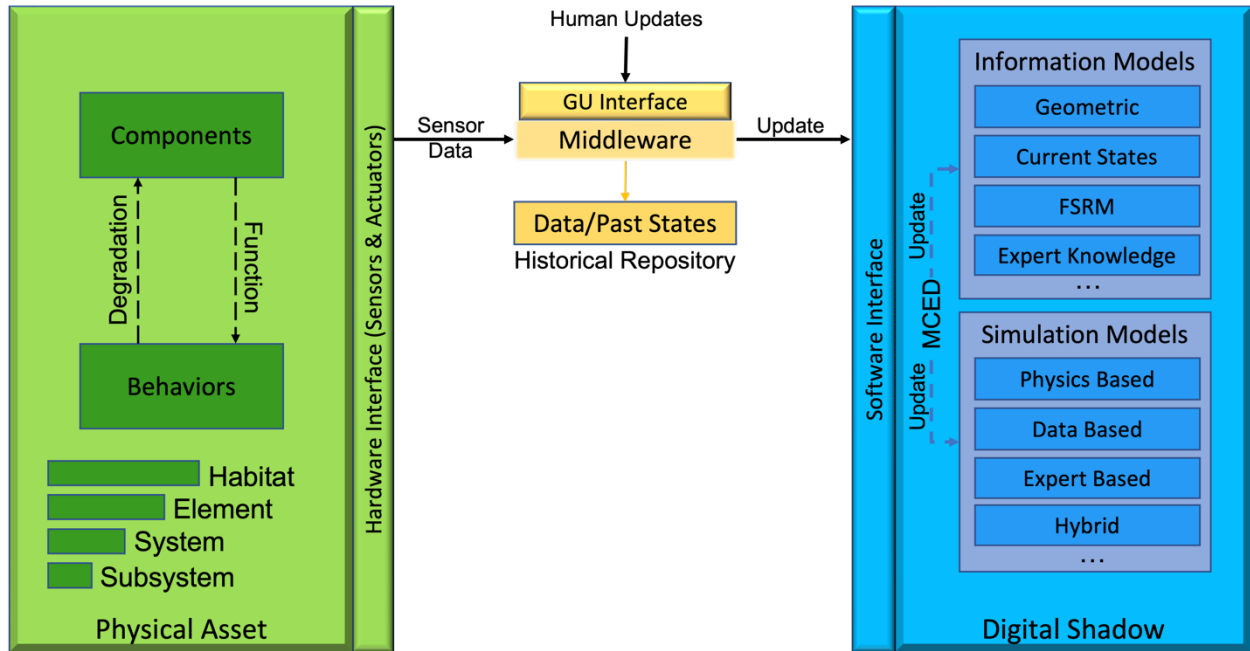 Components
Degradation
Function
Behaviors
Habitat
Element
System
Subsystem
Physical Asset
Hardware Interface (Sensors & Actuators)
Human Updates
GU Interface
Sensor
Data
Middleware
Update
Data/Past States
Historical Repository
Software Interface
Information Models
Geometric
Current States
FSRM
Expert Knowledge
...
Update
MCED
Update
Simulation Models
Physics Based
Data Based
Expert Based
Hybrid
...
Digital Shadow